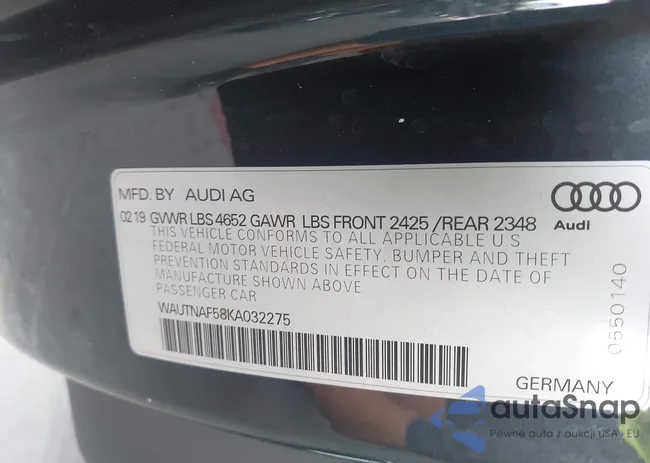 MFD. BY AUDI AG
02 19 GVWR LBS 4652 GAWR LBS FRONT 2425 /REAR 2348
THIS VEHICLE CONFORMS TO ALL APPLICABLE U.S
FEDERAL MOTOR VEHICLE SAFETY, BUMPER AND THEFT
PREVENTION STANDARDS IN EFFECT ON THE DATE OF
MANUFACTURE SHOWN ABOVE
PASSENGER CAR
WAUTNAF58KA032275
Audi
0550140
GERMANY
autoSnap
Pewne auto z aukcji USA i EU